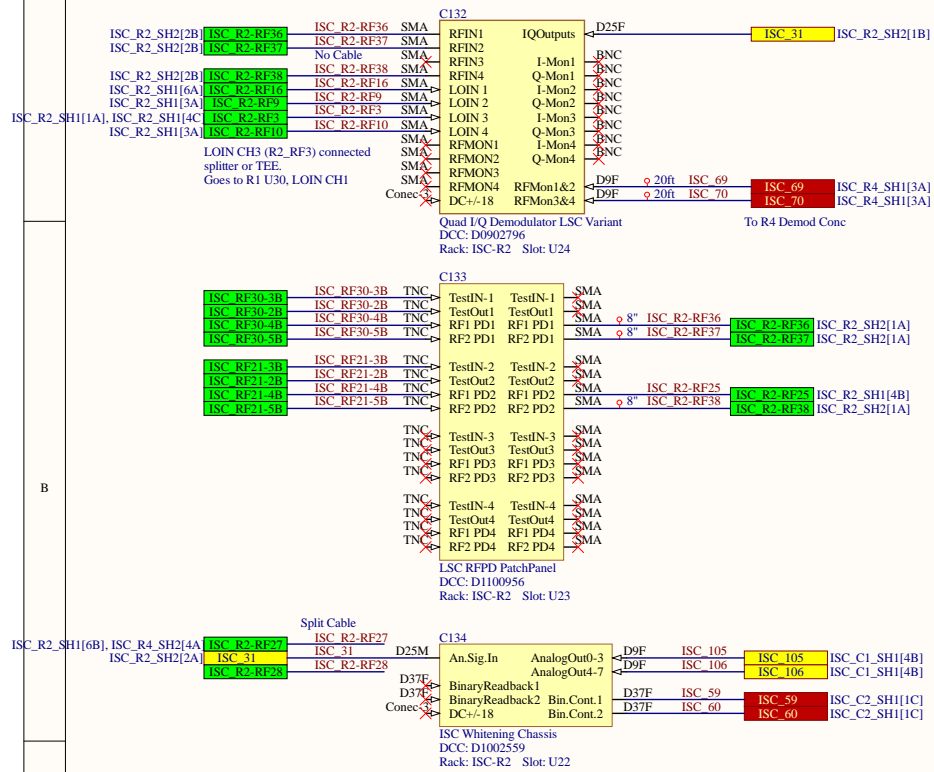 C132
ISC_R2_SH2[2B] ISC_R2-RF36 ISC_R2-RF36 SMA RFIN1 IQOutputs D25F ISC_31 ISC_R2_SH2[1B]
ISC_R2_SH2[2B] ISC_R2-RF37 ISC_R2-RF37 SMA RFIN2
No Cable SMA RFIN3 I-Mon1 BNC
ISC_R2_SH2[2B] ISC_R2-RF38 ISC_R2-RF38 SMA RFIN4 Q-Mon1 BNC
ISC_R2_SH1[6A] ISC_R2-RF16 ISC_R2-RF16 SMA LOIN 1 I-Mon2 BNC
ISC_R2_SH1[3A] ISC_R2-RF9 ISC_R2-RF9 SMA LOIN 2 Q-Mon2 BNC
ISC_R2_SH1[1A], ISC_R2_SH1[4C] ISC_R2-RF3 ISC_R2-RF3 SMA LOIN 3 I-Mon3 BNC
ISC_R2_SH1[3A] ISC_R2-RF10 ISC_R2-RF10 SMA LOIN 4 Q-Mon3 BNC
SMA RFMON1 I-Mon4 BNC
LOIN CH3 (R2_RF3) connected SMA RFMON2 Q-Mon4 BNC
splitter or TEE. SMA RFMON3
Goes to R1 U30, LOIN CH1 SMA RFMON4 RFMon1&2 D9F 20ft ISC_69 ISC_69 ISC_R4_SH1[3A]
Conec-3 DC+/-18 RFMon3&4 D9F 20ft ISC_70 ISC_70 ISC_R4_SH1[3A]
Quad I/Q Demodulator LSC Variant To R4 Demod Conc
DCC: D0902796
Rack: ISC-R2 Slot: U24
C133
ISC_RF30-3B ISC_RF30-3B TNC TestIN-1 TestIN-1 SMA
ISC_RF30-2B ISC_RF30-2B TNC TestOut1 TestOut1 SMA
ISC_RF30-4B ISC_RF30-4B TNC RF1 PD1 RF1 PD1 SMA 8" ISC_R2-RF36 ISC_R2-RF36 ISC_R2_SH2[1A]
ISC_RF30-5B ISC_RF30-5B TNC RF2 PD1 RF2 PD1 SMA 8" ISC_R2-RF37 ISC_R2-RF37 ISC_R2_SH2[1A]
ISC_RF21-3B ISC_RF21-3B TNC TestIN-2 TestIN-2 SMA
ISC_RF21-2B ISC_RF21-2B TNC TestOut2 TestOut2 SMA
ISC_RF21-4B ISC_RF21-4B TNC RF1 PD2 RF1 PD2 SMA ISC_R2-RF25 ISC_R2-RF25 ISC_R2_SH1[4B]
ISC_RF21-5B ISC_RF21-5B TNC RF2 PD2 RF2 PD2 SMA 8" ISC_R2-RF38 ISC_R2-RF38 ISC_R2_SH2[1A]
TNC TestIN-3 TestIN-3 SMA
TNC TestOut3 TestOut3 SMA
TNC RF1 PD3 RF1 PD3 SMA
TNC RF2 PD3 RF2 PD3 SMA
B
TNC TestIN-4 TestIN-4 SMA
TNC TestOut4 TestOut4 SMA
TNC RF1 PD4 RF1 PD4 SMA
TNC RF2 PD4 RF2 PD4 SMA
LSC RFPD PatchPanel
DCC: D1100956
Rack: ISC-R2 Slot: U23
Split Cable
C134
ISC_R2_SH1[6B], ISC_R4_SH2[4A] ISC_R2-RF27 ISC_R2-RF27
ISC_R2_SH2[2A] ISC_31 ISC_31 D25M An.Sig.In AnalogOut0-3 D9F ISC_105 ISC_105 ISC_C1_SH1[4B]
ISC_R2-RF28 ISC_R2-RF28 AnalogOut4-7 D9F ISC_106 ISC_106 ISC_C1_SH1[4B]
D37F BinaryReadback1
D37F BinaryReadback2 Bin.Cont.1 D37F ISC_59 ISC_59 ISC_C2_SH1[1C]
Conec-3 DC+/-18 Bin.Cont.2 D37F ISC_60 ISC_60 ISC_C2_SH1[1C]
ISC Whitening Chassis
DCC: D1002559
Rack: ISC-R2 Slot: U22